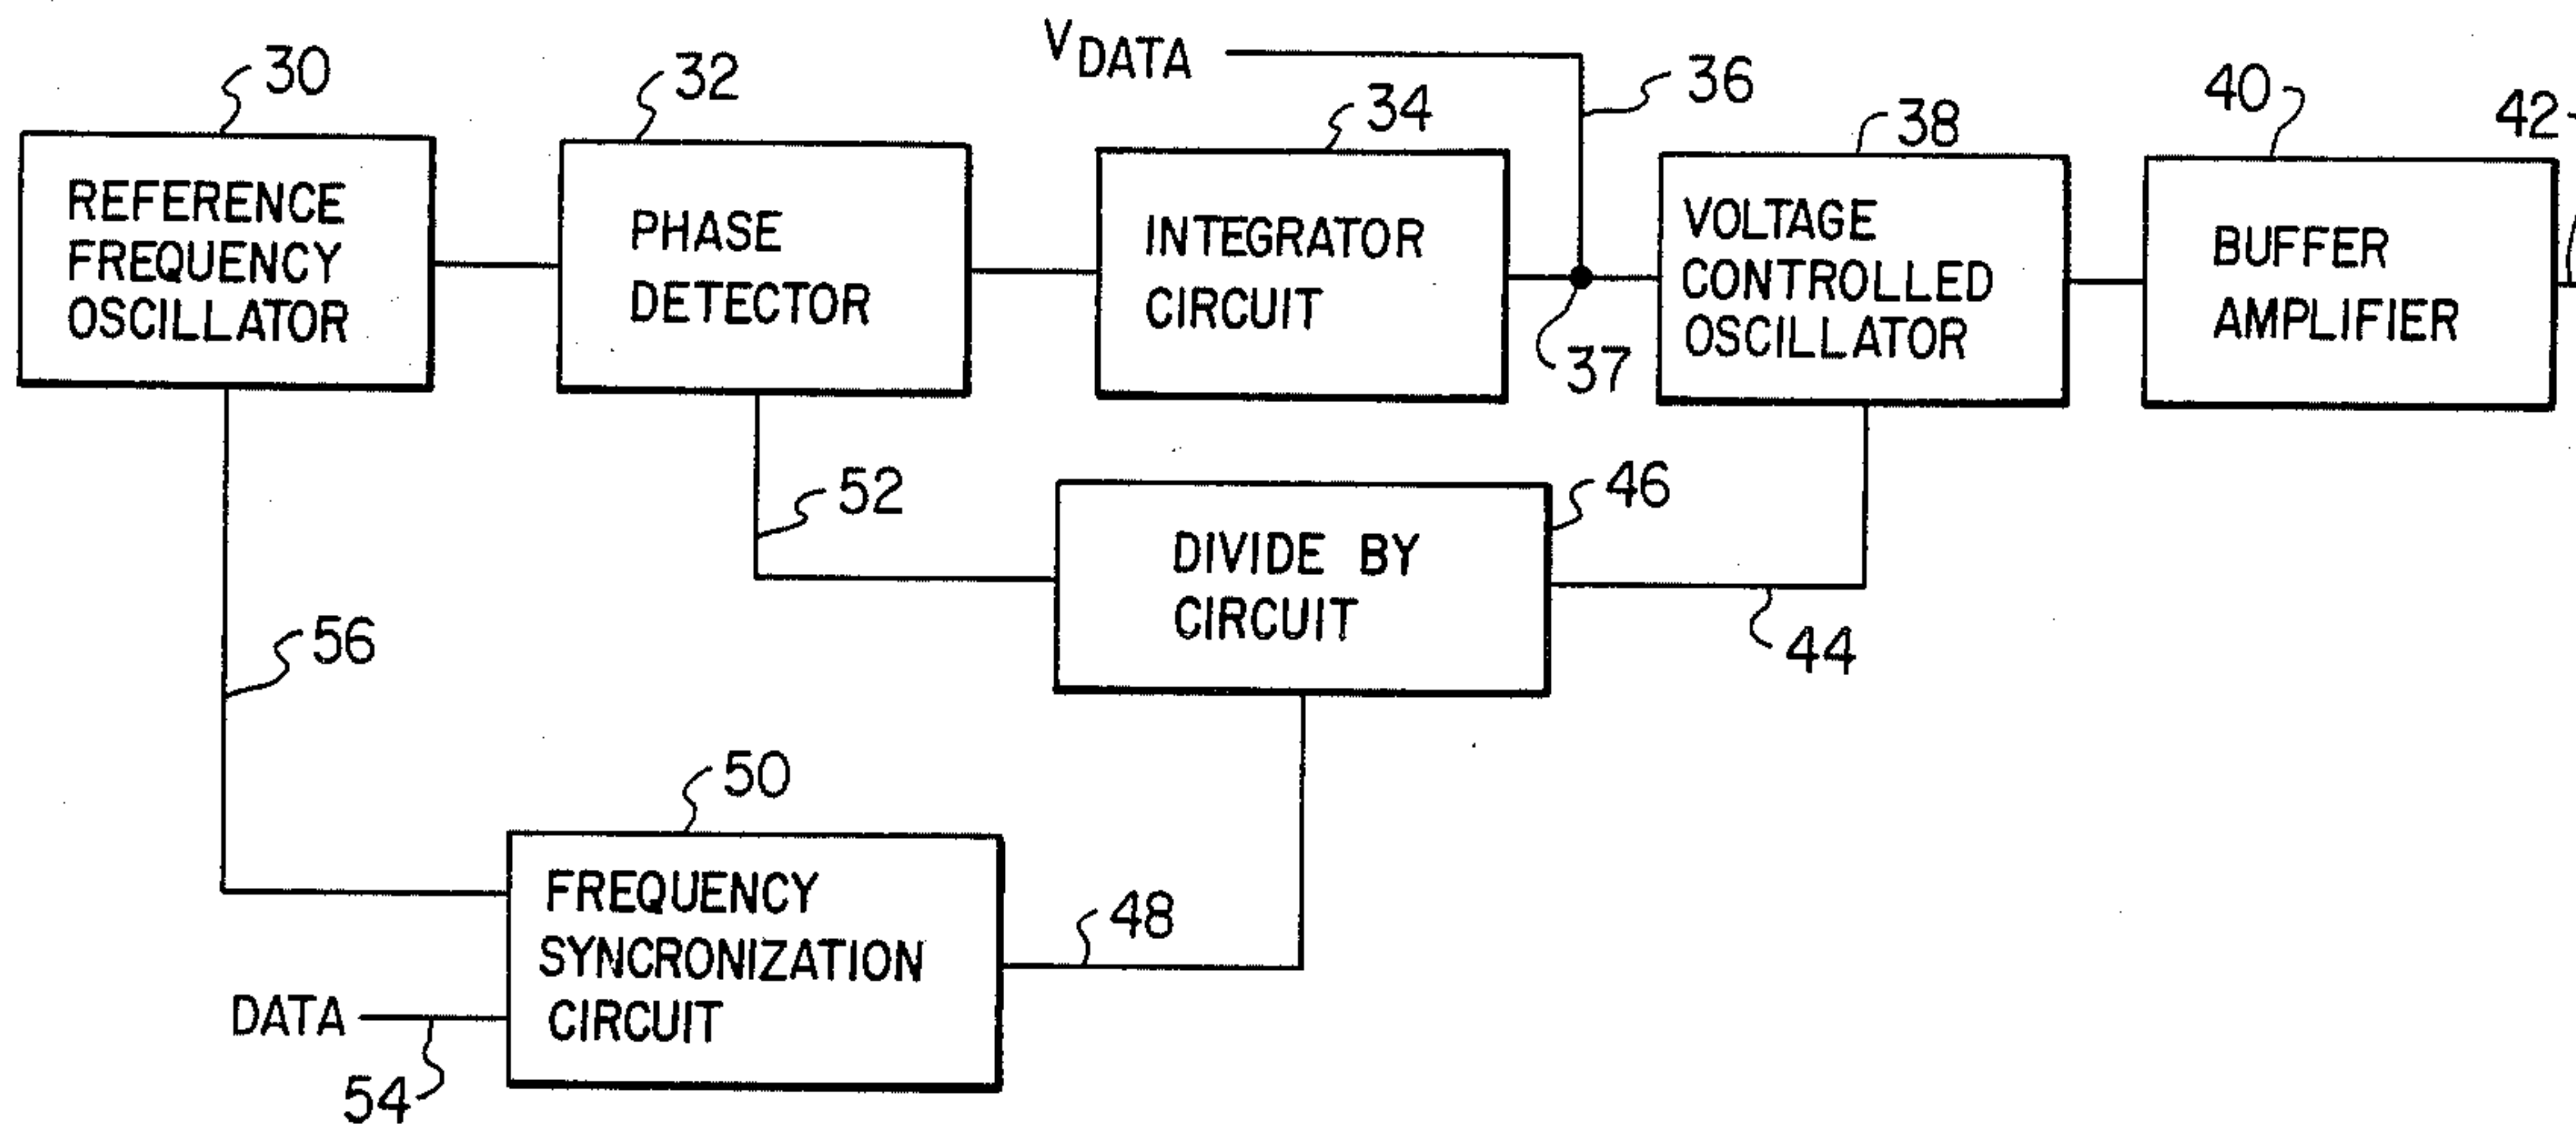 30
REFERENCE
FREQUENCY
OSCILLATOR
32
PHASE
DETECTOR
VDATA
34
INTEGRATOR
CIRCUIT
36
37
38
VOLTAGE
CONTROLLED
OSCILLATOR
40
BUFFER
AMPLIFIER
42
52
46
DIVIDE BY
CIRCUIT
44
56
50
FREQUENCY
SYNCRONIZATION
CIRCUIT
48
DATA
54